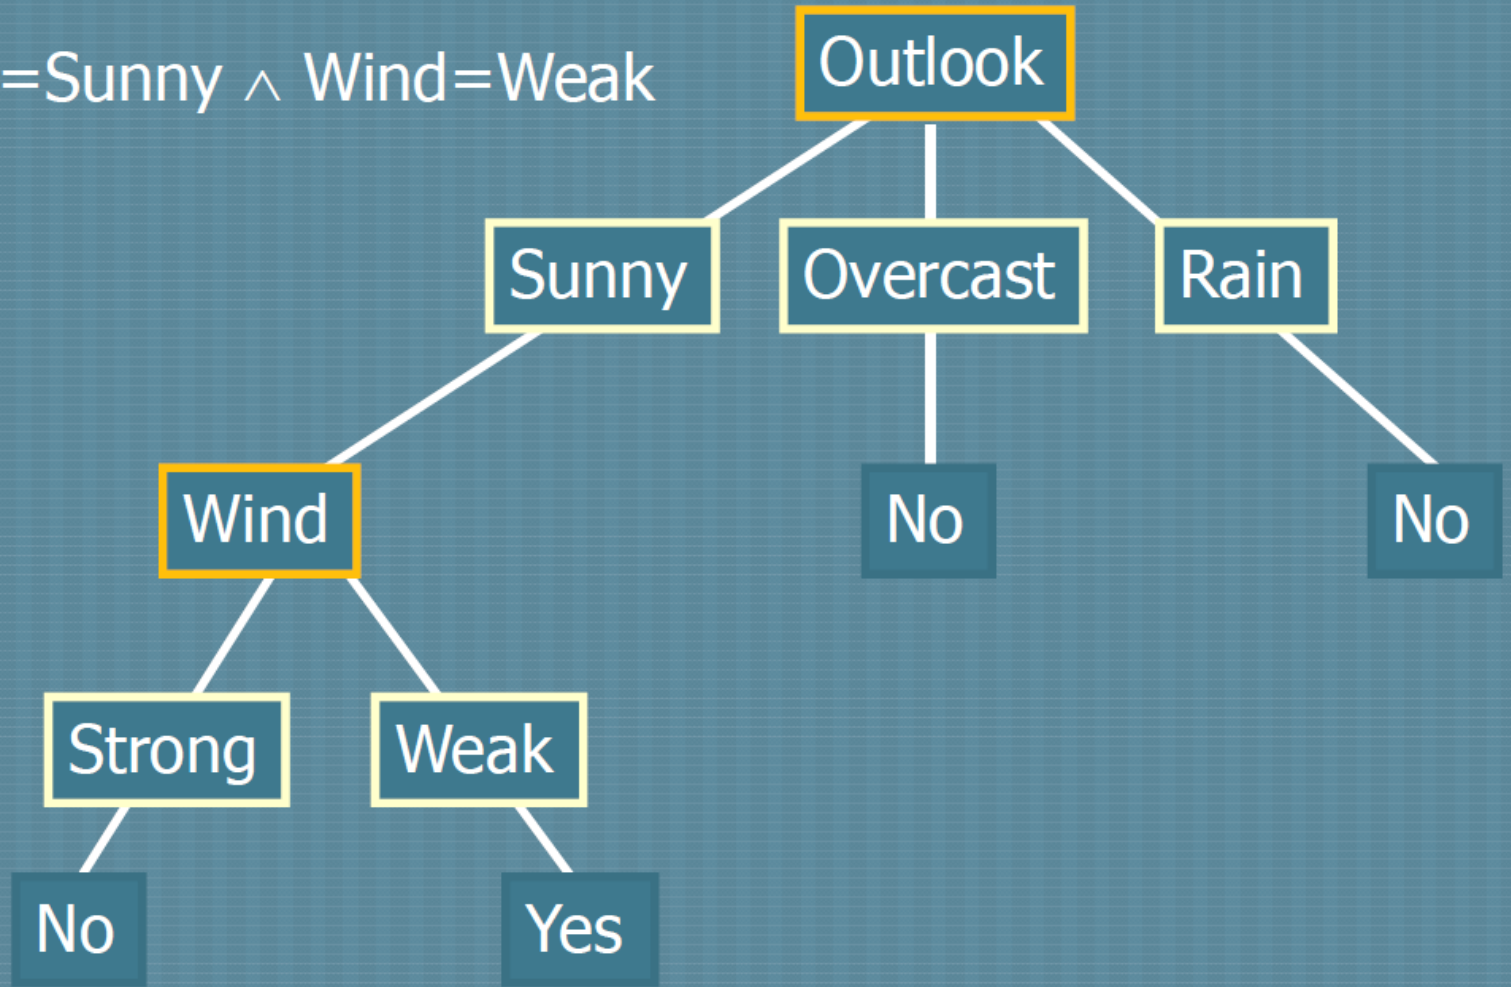 =Sunny ∧ Wind=Weak
Outlook
Sunny Overcast Rain
Wind No No
Strong Weak
No Yes